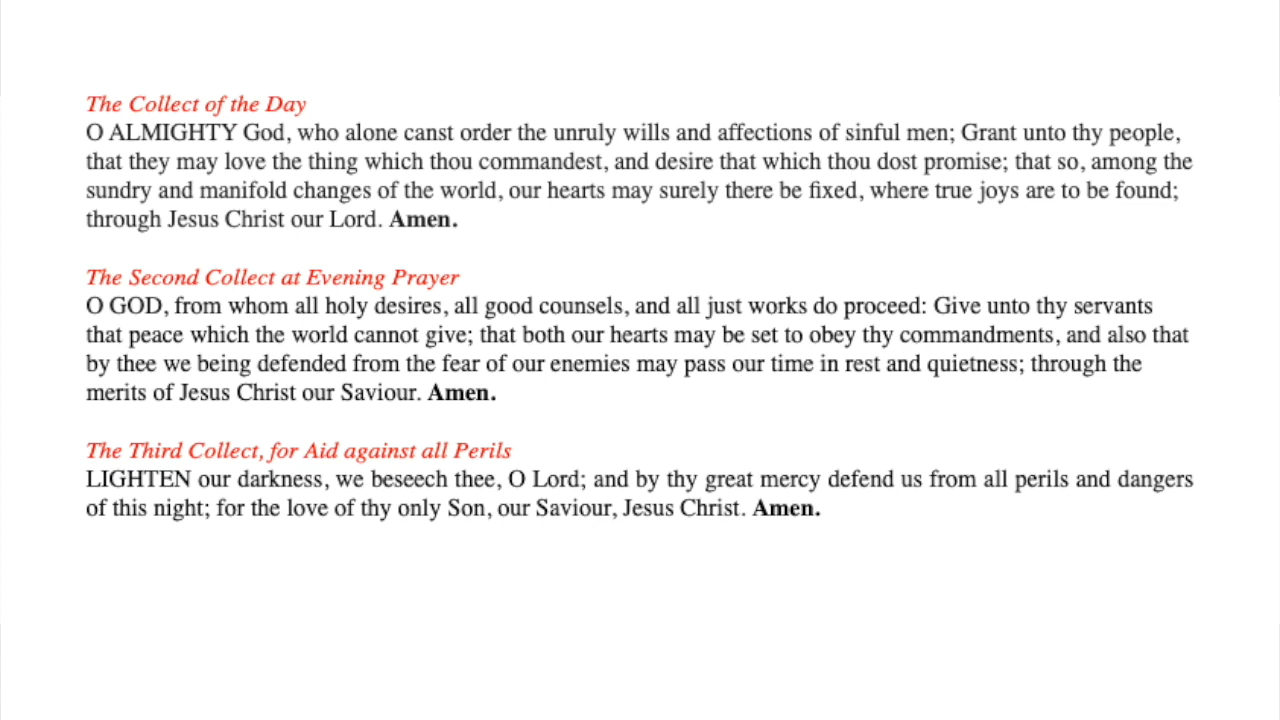 The Collect of the Day
O ALMIGHTY God, who alone canst order the unruly wills and affections of sinful men; Grant unto thy people,
that they may love the thing which thou commandest, and desire that which thou dost promise; that so, among the
sundry and manifold changes of the world, our hearts may surely there be fixed, where true joys are to be found;
through Jesus Christ our Lord. Amen.
The Second Collect at Evening Prayer
O GOD, from whom all holy desires, all good counsels, and all just works do proceed: Give unto thy servants
that peace which the world cannot give; that both our hearts may be set to obey thy commandments, and also that
by thee we being defended from the fear of our enemies may pass our time in rest and quietness; through the
merits of Jesus Christ our Saviour. Amen.
The Third Collect, for Aid against all Perils
LIGHTEN our darkness, we beseech thee, O Lord; and by thy great mercy defend us from all perils and dangers
of this night; for the love of thy only Son, our Saviour, Jesus Christ. Amen.